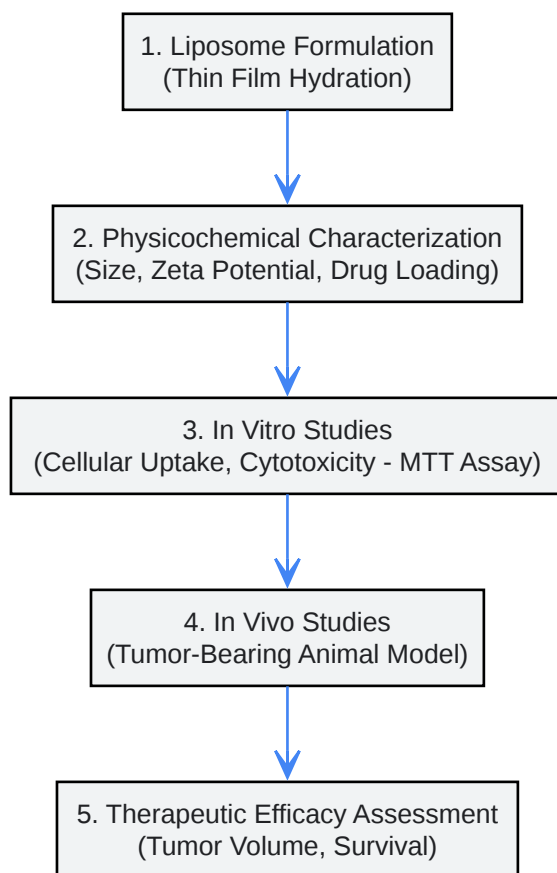 1. Liposome Formulation
(Thin Film Hydration)
2. Physicochemical Characterization
(Size, Zeta Potential, Drug Loading)
3. In Vitro Studies
(Cellular Uptake, Cytotoxicity - MTT Assay)
4. In Vivo Studies
(Tumor-Bearing Animal Model)
5. Therapeutic Efficacy Assessment
(Tumor Volume, Survival)